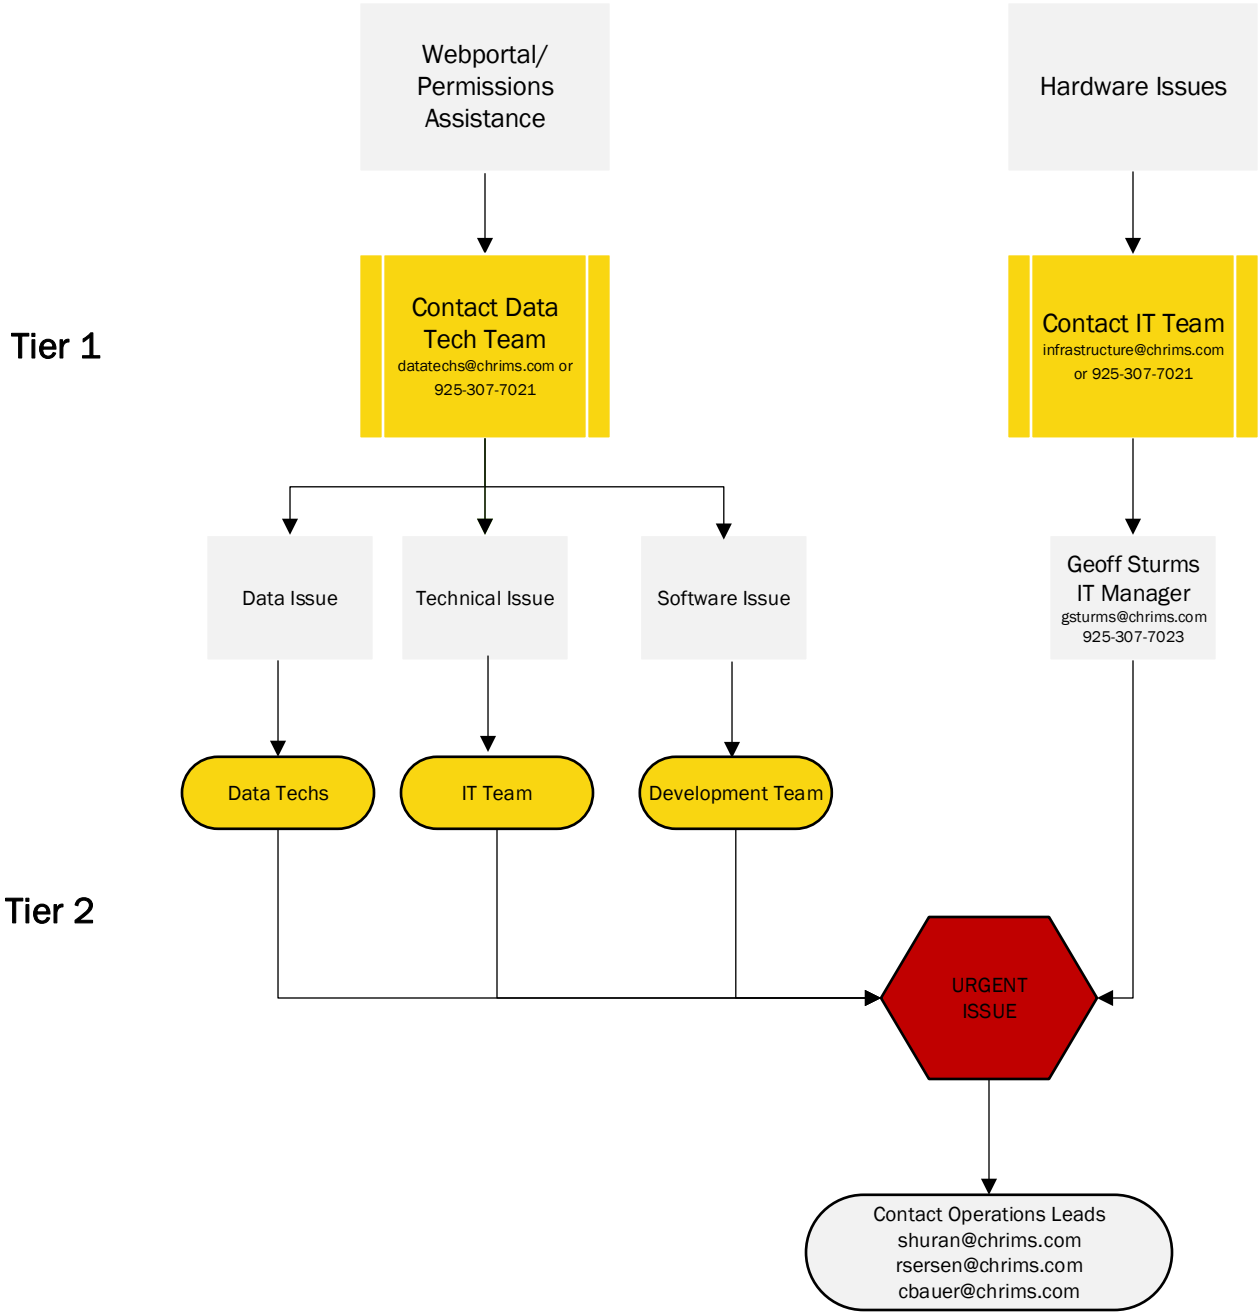 Webportal/
Permissions
Assistance
Hardware Issues
Tier 1
Contact Data
Tech Team
datatechs@chrims.com or
925-307-7021
Contact IT Team
infrastructure@chrims.com
or 925-307-7021
Data Issue
Technical Issue
Software Issue
Geoff Sturms
IT Manager
gsturms@chrims.com
925-307-7023
Data Techs
IT Team
Development Team
Tier 2
URGENT
ISSUE
Contact Operations Leads
shuran@chrims.com
rsersen@chrims.com
cbauer@chrims.com